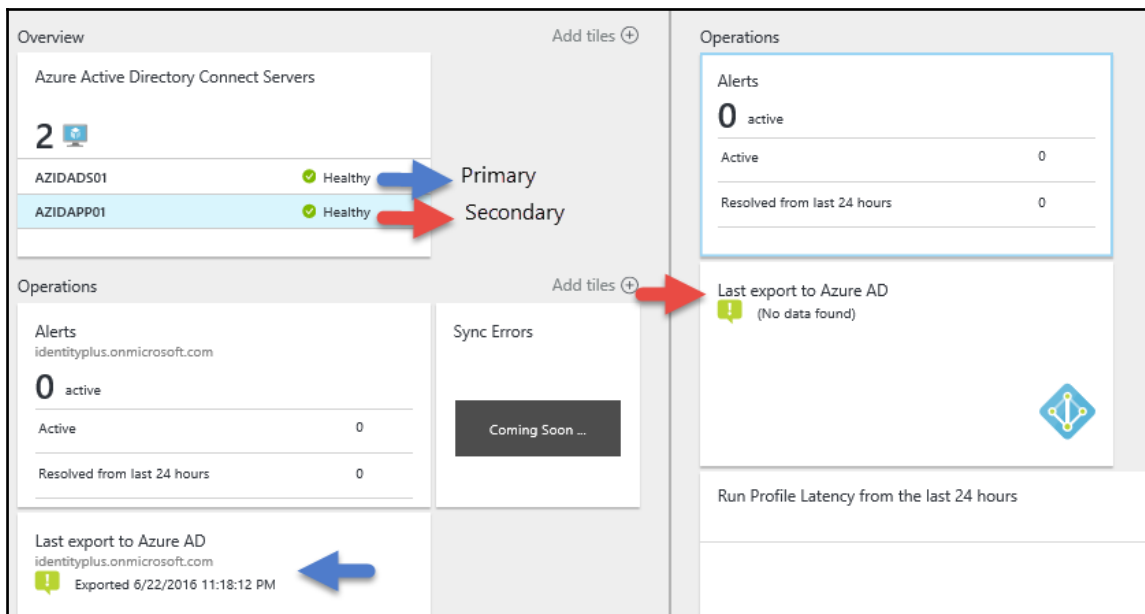 Overview
Add tiles
Azure Active Directory Connect Servers
2
AZIDADS01 Healthy Primary
AZIDAPP01 Healthy Secondary
Operations
Add tiles
Alerts
identityplus.onmicrosoft.com
0 active
Active 0
Resolved from last 24 hours 0
Sync Errors
Coming Soon ...
Last export to Azure AD
identityplus.onmicrosoft.com
! Exported 6/22/2016 11:18:12 PM
Operations
Alerts
0 active
Active 0
Resolved from last 24 hours 0
Last export to Azure AD
! (No data found)
Run Profile Latency from the last 24 hours